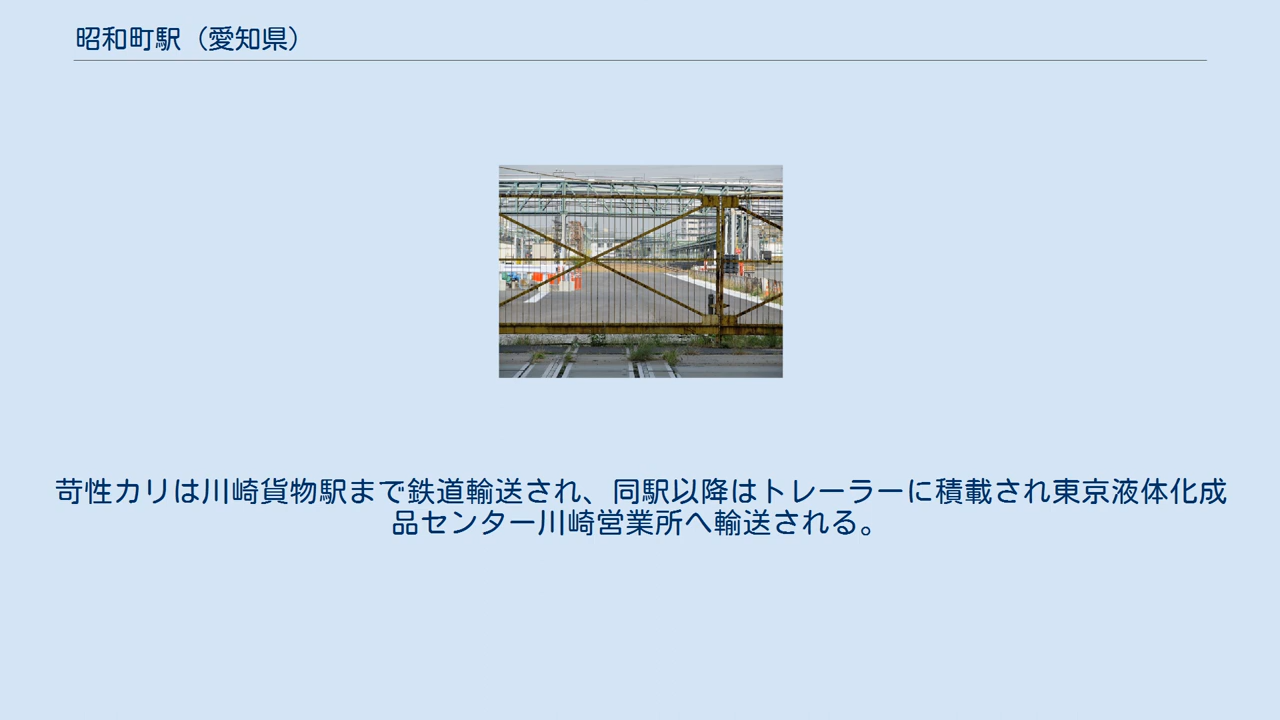 昭和町駅（愛知県）
苛性カリは川崎貨物駅まで鉄道輸送され、同駅以降はトレーラーに積載され東京液体化成
品センター川崎営業所へ輸送される。